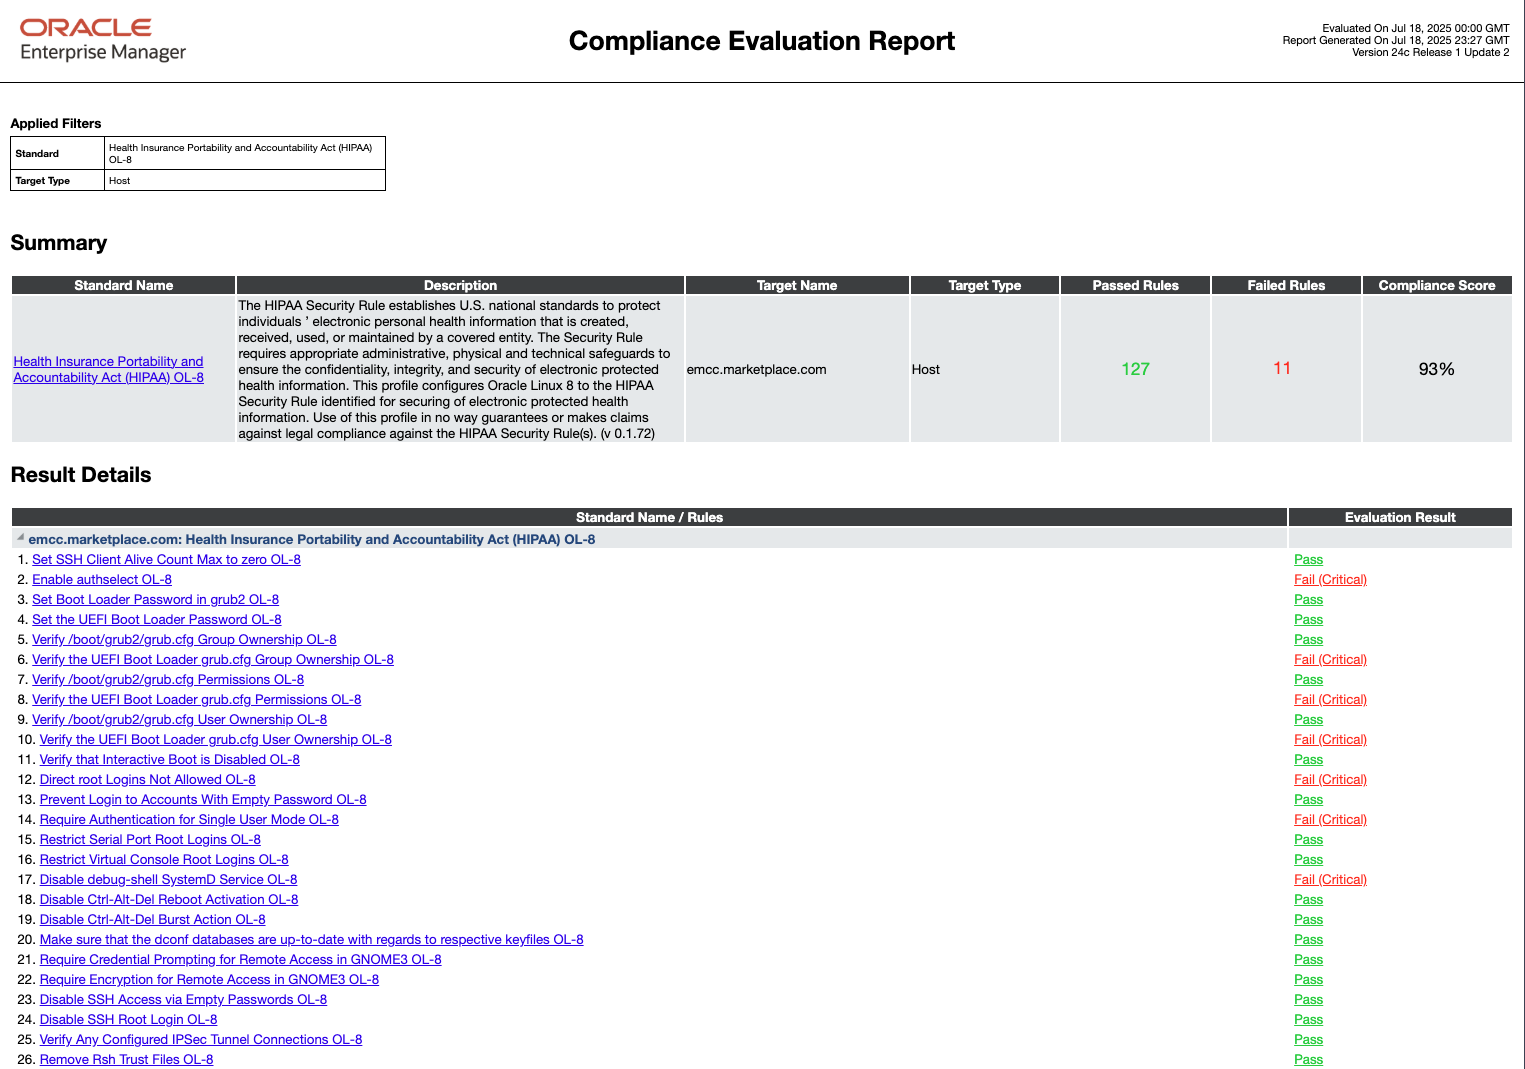 ORACLE
Enterprise Manager
Compliance Evaluation Report
Evaluated On Jul 18, 2025 00:00 GMT
Report Generated On Jul 18, 2025 23:27 GMT
Version 24c Release 1 Update 2
Applied Filters
Standard Health Insurance Portability and Accountability Act (HIPAA)
OL-8
Target Type Host
Summary
Standard Name Description Target Name Target Type Passed Rules Failed Rules Compliance Score
Health Insurance Portability and
Accountability Act (HIPAA) OL-8
The HIPAA Security Rule establishes U.S. national standards to protect
individuals ’ electronic personal health information that is created,
received, used, or maintained by a covered entity. The Security Rule
requires appropriate administrative, physical and technical safeguards to
ensure the confidentiality, integrity, and security of electronic protected
health information. This profile configures Oracle Linux 8 to the HIPAA
Security Rule identified for securing of electronic protected health
information. Use of this profile in no way guarantees or makes claims
against legal compliance against the HIPAA Security Rule(s). (v 0.1.72)
emcc.marketplace.com Host 127 11 93%
Result Details
Standard Name / Rules Evaluation Result
emcc.marketplace.com: Health Insurance Portability and Accountability Act (HIPAA) OL-8
1. Set SSH Client Alive Count Max to zero OL-8 Pass
2. Enable authselect OL-8 Fail (Critical)
3. Set Boot Loader Password in grub2 OL-8 Pass
4. Set the UEFI Boot Loader Password OL-8 Pass
5. Verify /boot/grub2/grub.cfg Group Ownership OL-8 Pass
6. Verify the UEFI Boot Loader grub.cfg Group Ownership OL-8 Fail (Critical)
7. Verify /boot/grub2/grub.cfg Permissions OL-8 Pass
8. Verify the UEFI Boot Loader grub.cfg Permissions OL-8 Fail (Critical)
9. Verify /boot/grub2/grub.cfg User Ownership OL-8 Pass
10. Verify the UEFI Boot Loader grub.cfg User Ownership OL-8 Fail (Critical)
11. Verify that Interactive Boot is Disabled OL-8 Pass
12. Direct root Logins Not Allowed OL-8 Fail (Critical)
13. Prevent Login to Accounts With Empty Password OL-8 Pass
14. Require Authentication for Single User Mode OL-8 Fail (Critical)
15. Restrict Serial Port Root Logins OL-8 Pass
16. Restrict Virtual Console Root Logins OL-8 Pass
17. Disable debug-shell SystemD Service OL-8 Fail (Critical)
18. Disable Ctrl-Alt-Del Reboot Activation OL-8 Pass
19. Disable Ctrl-Alt-Del Burst Action OL-8 Pass
20. Make sure that the dconf databases are up-to-date with regards to respective keyfiles OL-8 Pass
21. Require Credential Prompting for Remote Access in GNOME3 OL-8 Pass
22. Require Encryption for Remote Access in GNOME3 OL-8 Pass
23. Disable SSH Access via Empty Passwords OL-8 Pass
24. Disable SSH Root Login OL-8 Pass
25. Verify Any Configured IPSec Tunnel Connections OL-8 Pass
26. Remove Rsh Trust Files OL-8 Pass